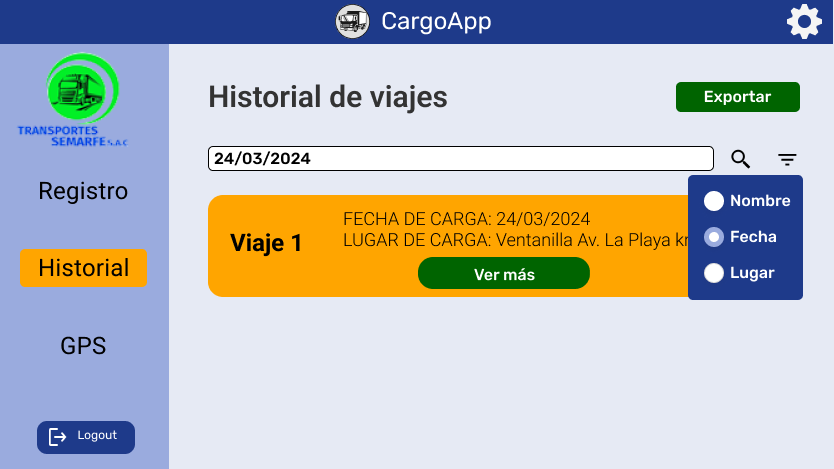 CargoApp
TRANSPORTES
SEMARFE S.A.C
Registro
Historial
GPS
Logout
Historial de viajes
Exportar
24/03/2024
Nombre
Fecha
Lugar
Viaje 1
FECHA DE CARGA: 24/03/2024
LUGAR DE CARGA: Ventanilla Av. La Playa
Ver más